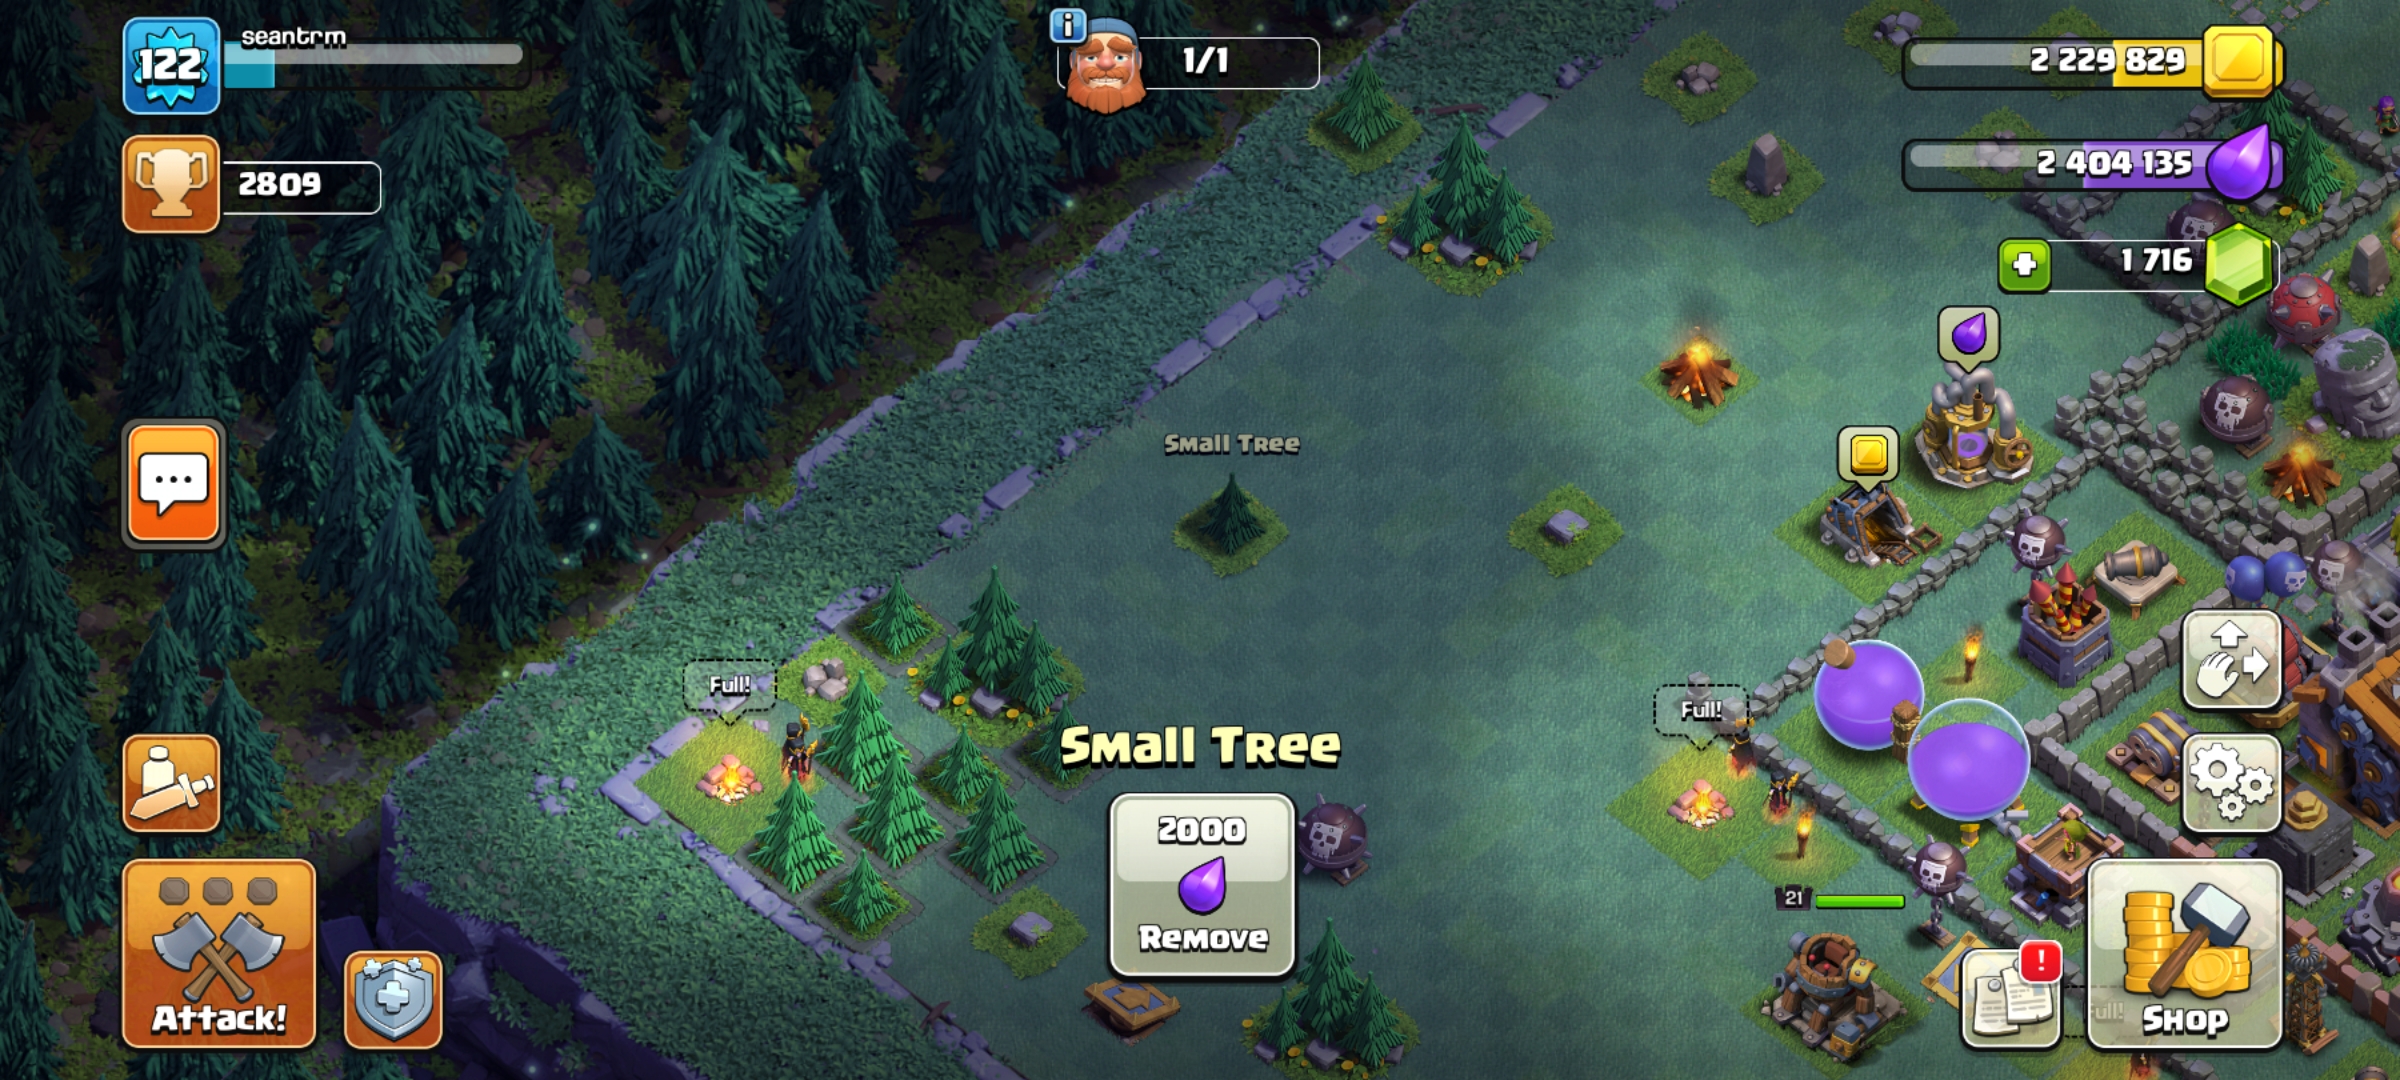 122
seantrm
1/1
2 229 829
2809
2 404 135
1 716
Small Tree
Full!
Full!
Small Tree
2000
Remove
21
!
Full!
Attack!
Shop